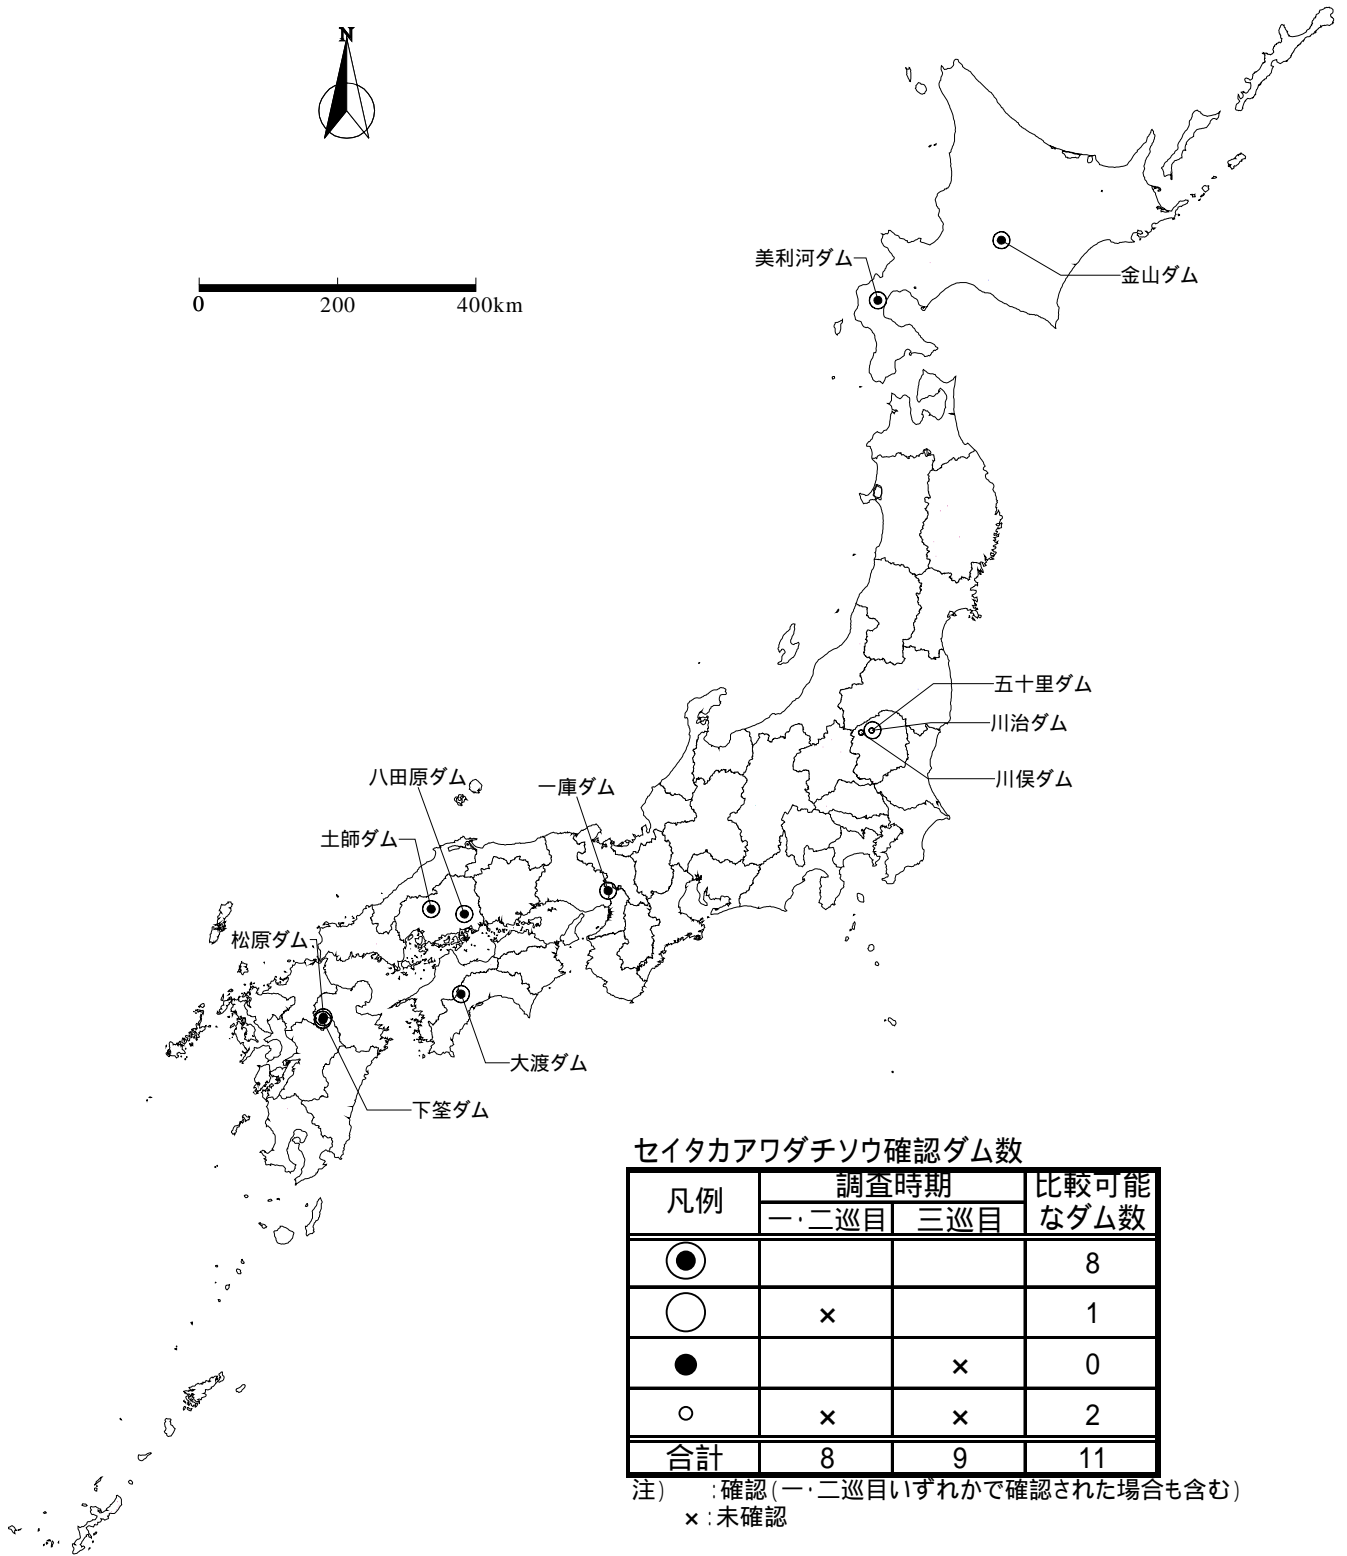 N
0 200 400km
美利河ダム
金山ダム
五十里ダム
川治ダム
川俣ダム
八田原ダム
一庫ダム
土師ダム
松原ダム
大渡ダム
下筌ダム
セイタカアワダチソウ確認ダム数
凡例 調査時期 比較可能
一・二巡目 三巡目 なダム数
8
× 1
× 0
× × 2
合計 8 9 11
注) :確認(一・二巡目いずれかで確認された場合も含む)
×:未確認